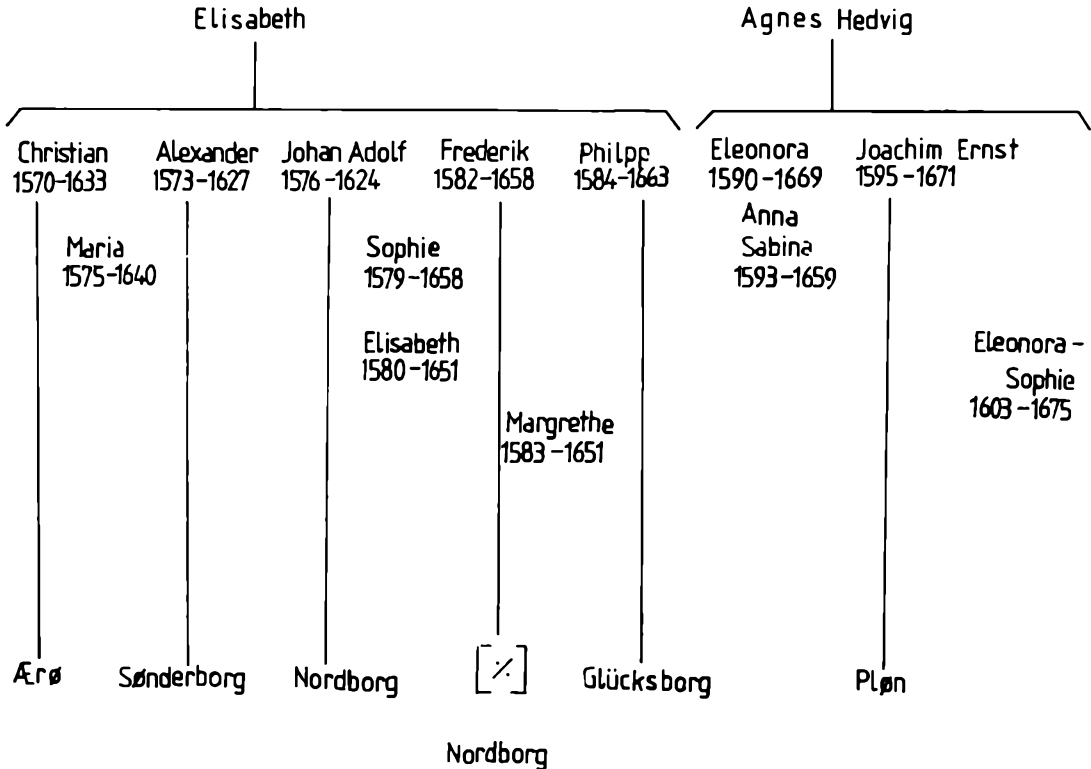 Elisabeth Agnes Hedvig
Christian Alexander Johan Adolf Frederik Philpp Eleonora Joachim Ernst
1570-1633 1573-1627 1576-1624 1582-1658 1584-1663 1590-1669 1595-1671
Maria Sophie Anna
1575-1640 1579-1658 Sabina
1593-1659
Elisabeth Eleonora-
1580-1651 Sophie
1603-1675
Margrethe
1583-1651
Ærø Sønderborg Nordborg [⁒] Glücksborg Pløn
Nordborg